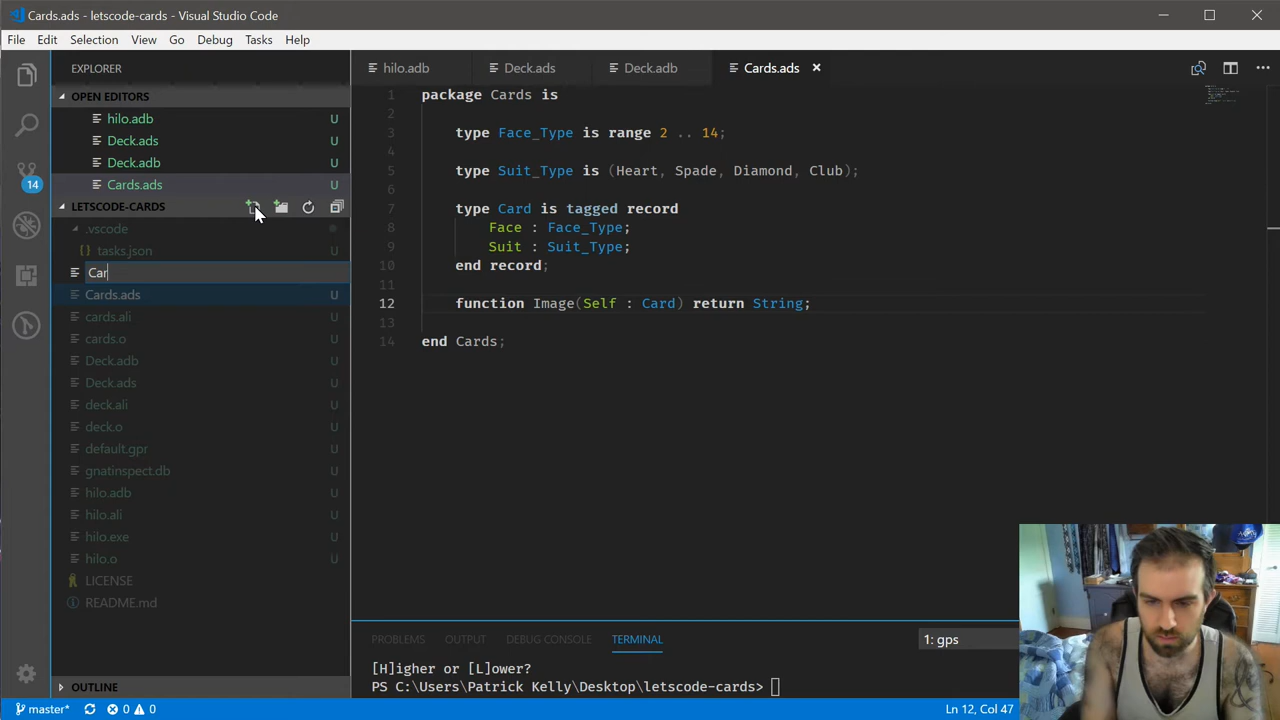 Cards.ads - letscode-cards - Visual Studio Code
File Edit Selection View Go Debug Tasks Help
EXPLORER
hilo.adb Deck.ads Deck.adb Cards.ads
OPEN EDITORS
hilo.adb U
Deck.ads U
Deck.adb U
Cards.ads U
LETSCODE-CARDS
.vscode
tasks.json U
Car
Cards.ads U
cards.ali U
cards.o U
Deck.adb U
Deck.ads U
deck.ali U
deck.o U
default.gpr U
gnatinspect.db U
hilo.adb U
hilo.ali U
hilo.exe U
hilo.o U
LICENSE
README.md
OUTLINE
14
1 package Cards is
2
3 type Face_Type is range 2 .. 14;
4
5 type Suit_Type is (Heart, Spade, Diamond, Club);
6
7 type Card is tagged record
8 Face : Face_Type;
9 Suit : Suit_Type;
10 end record;
11
12 function Image(Self : Card) return String;
13
14 end Cards;
PROBLEMS OUTPUT DEBUG CONSOLE TERMINAL 1: gps
[H]igher or [L]ower?
PS C:\Users\Patrick Kelly\Desktop\letscode-cards>
master* 0 0 Ln 12, Col 47